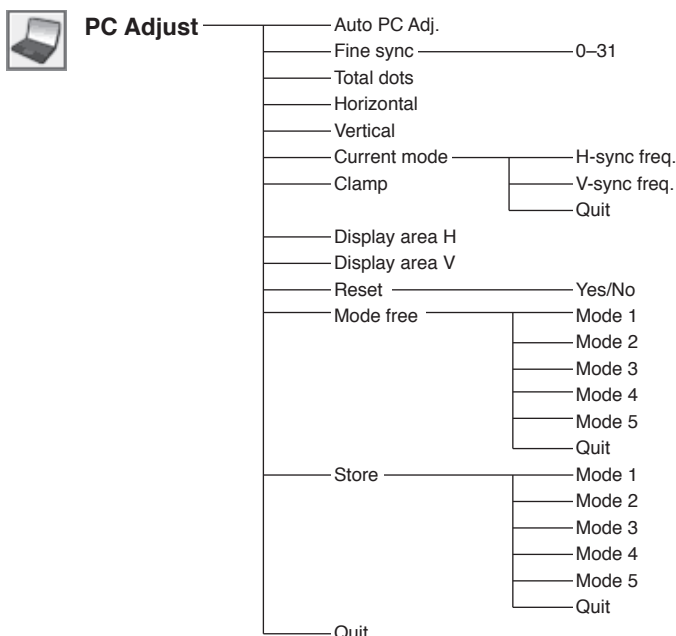 PC Adjust Auto PC Adj.
Fine sync 0–31
Total dots
Horizontal
Vertical
Current mode H-sync freq.
Clamp V-sync freq.
Quit
Display area H
Display area V
Reset Yes/No
Mode free Mode 1
Mode 2
Mode 3
Mode 4
Mode 5
Quit
Store Mode 1
Mode 2
Mode 3
Mode 4
Mode 5
Quit
Quit